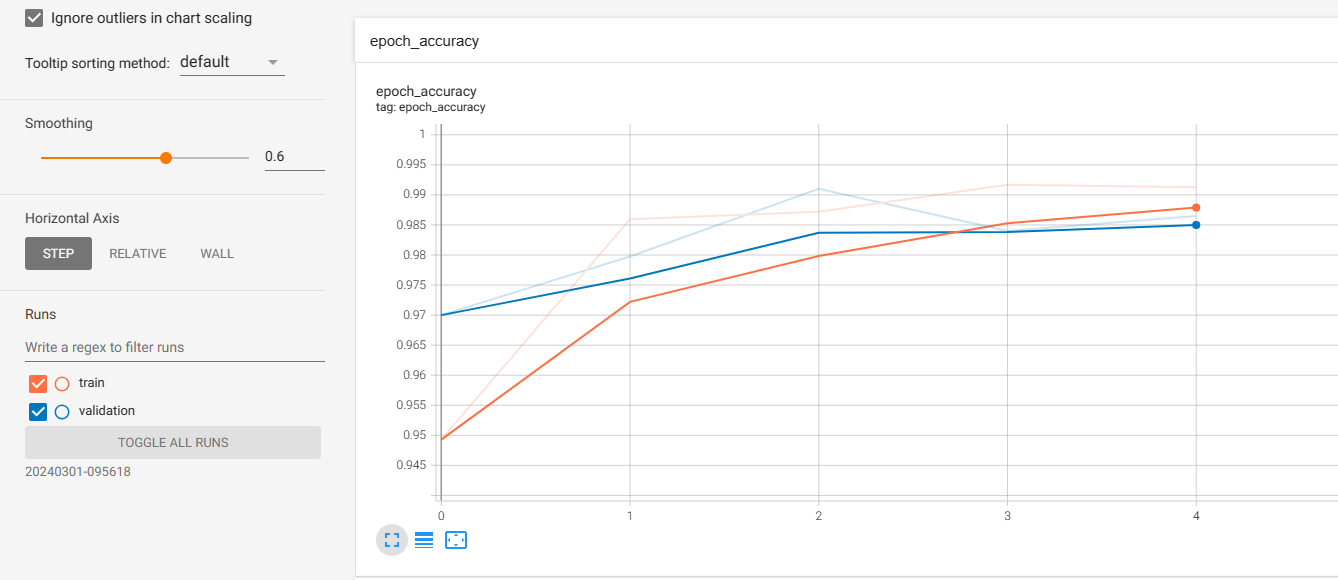 Ignore outliers in chart scaling
Tooltip sorting method: default
Smoothing
0.6
Horizontal Axis
STEP RELATIVE WALL
Runs
Write a regex to filter runs
train
validation
TOGGLE ALL RUNS
20240301-095618
epoch_accuracy
epoch_accuracy
tag: epoch_accuracy
1
0.995
0.99
0.985
0.98
0.975
0.97
0.965
0.96
0.955
0.95
0.945
0 1 2 3 4